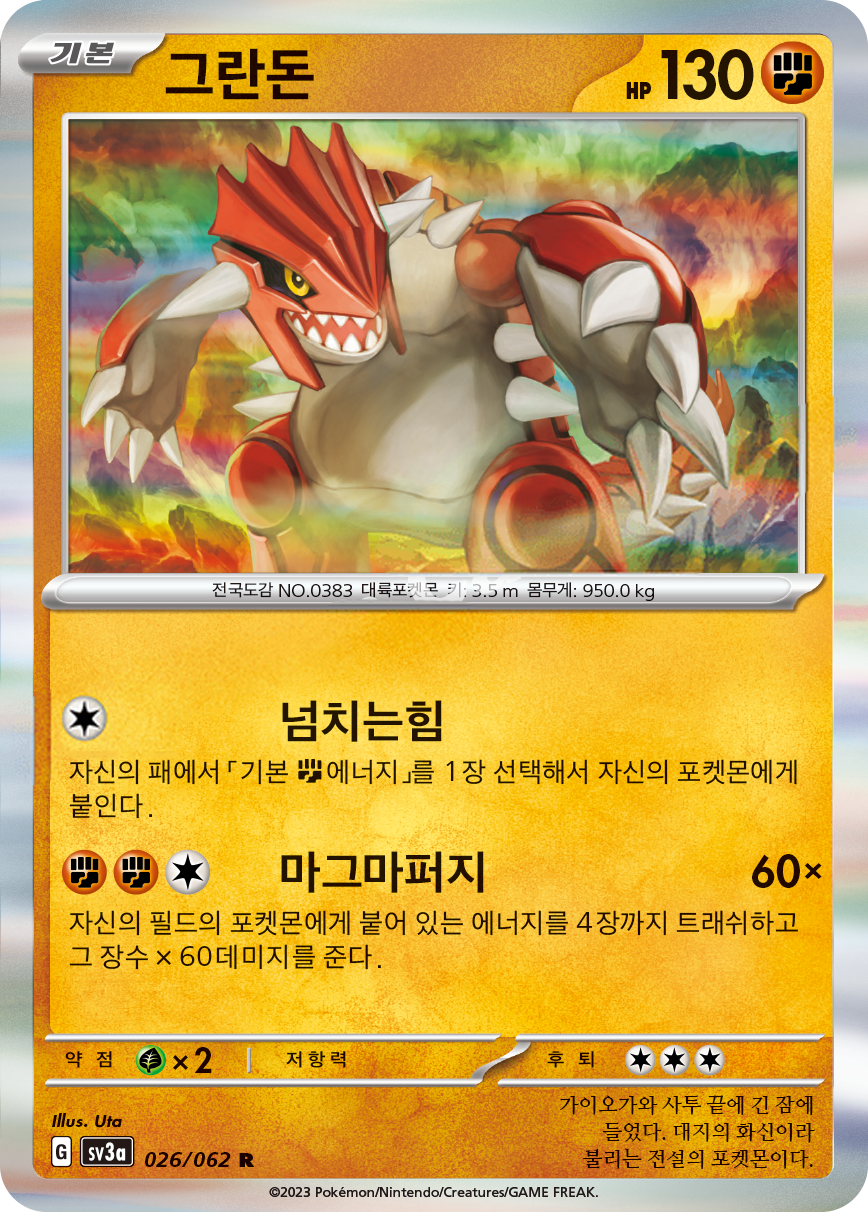 기본 그란돈 HP 130
전국도감 NO.0383 대륙포켓몬 키: 3.5 m 몸무게: 950.0 kg
넘치는힘
자신의 패에서 「기본 에너지」를 1장 선택해서 자신의 포켓몬에게
붙인다.
마그마퍼지 60×
자신의 필드의 포켓몬에게 붙어 있는 에너지를 4장까지 트래쉬하고
그 장수 × 60데미지를 준다.
약점 ×2 저항력 후퇴
가이오가와 사투 끝에 긴 잠에
들었다. 대지의 화신이라
불리는 전설의 포켓몬이다.
Illus. Uta
G sv3a 026/062 R
©2023 Pokémon/Nintendo/Creatures/GAME FREAK.